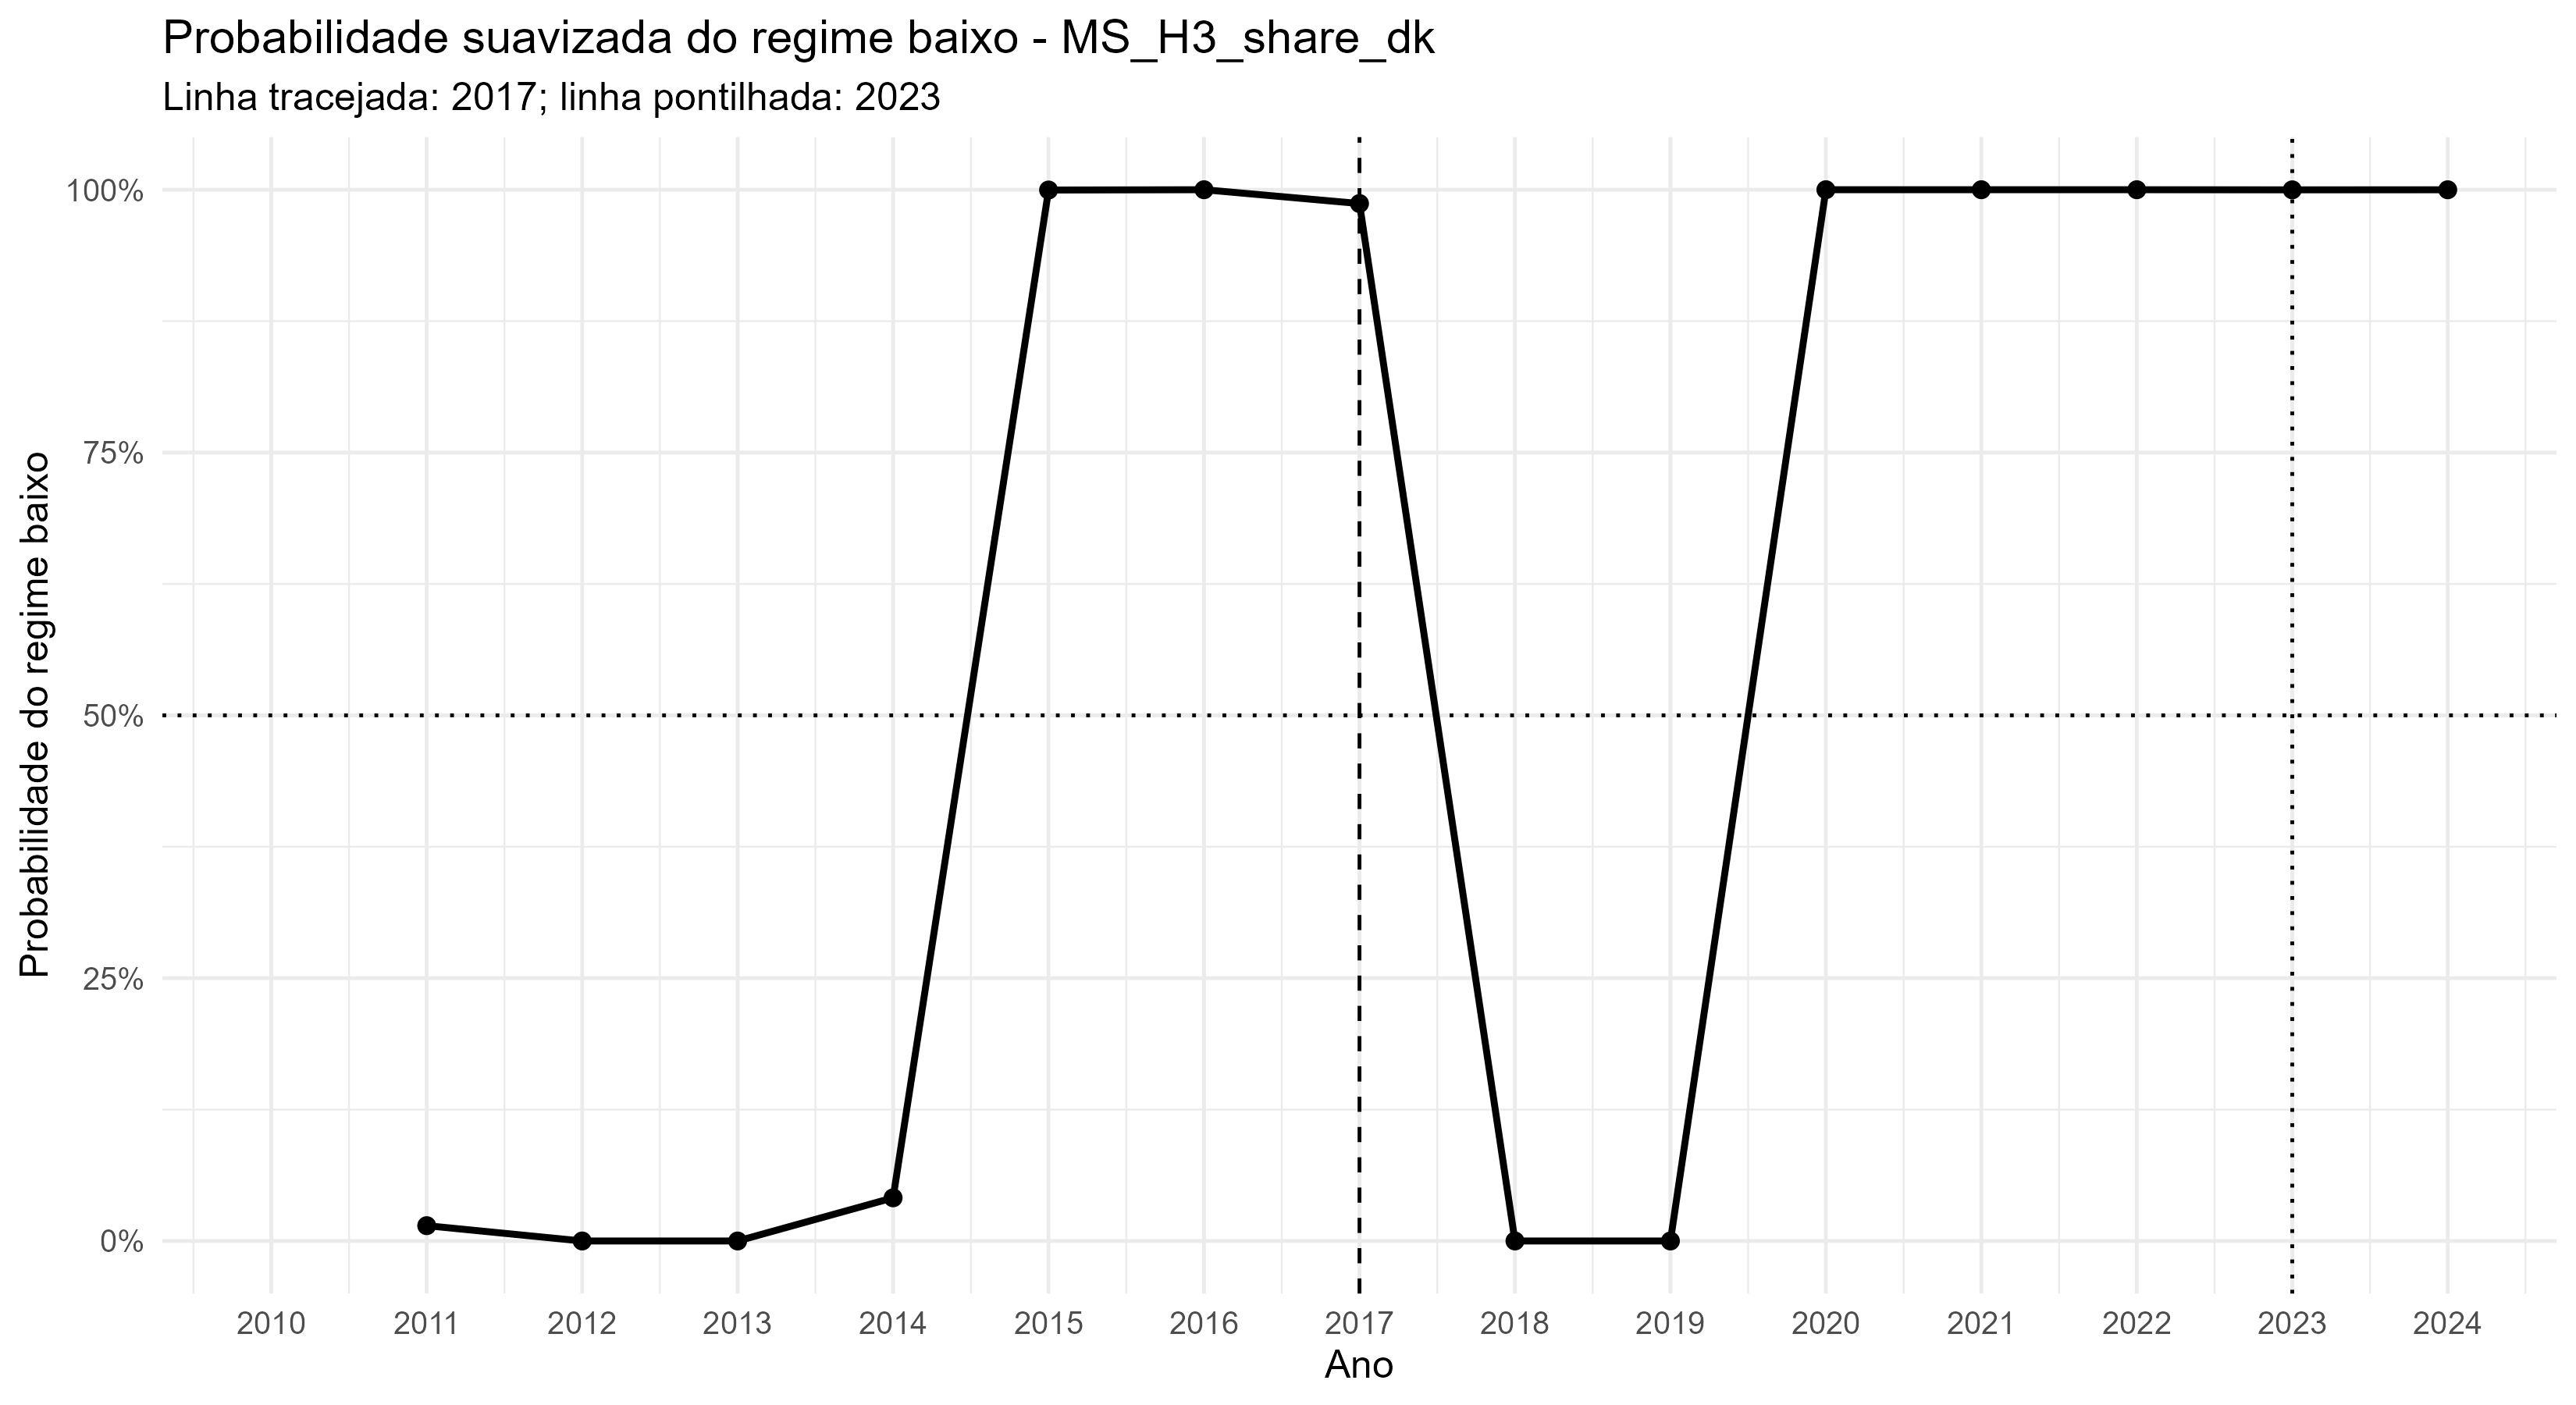 Probabilidade suavizada do regime baixo - MS_H3_share_dk
Linha tracejada: 2017; linha pontilhada: 2023
Probabilidade do regime baixo
100%
75%
50%
25%
0%
2010 2011 2012 2013 2014 2015 2016 2017 2018 2019 2020 2021 2022 2023 2024
Ano